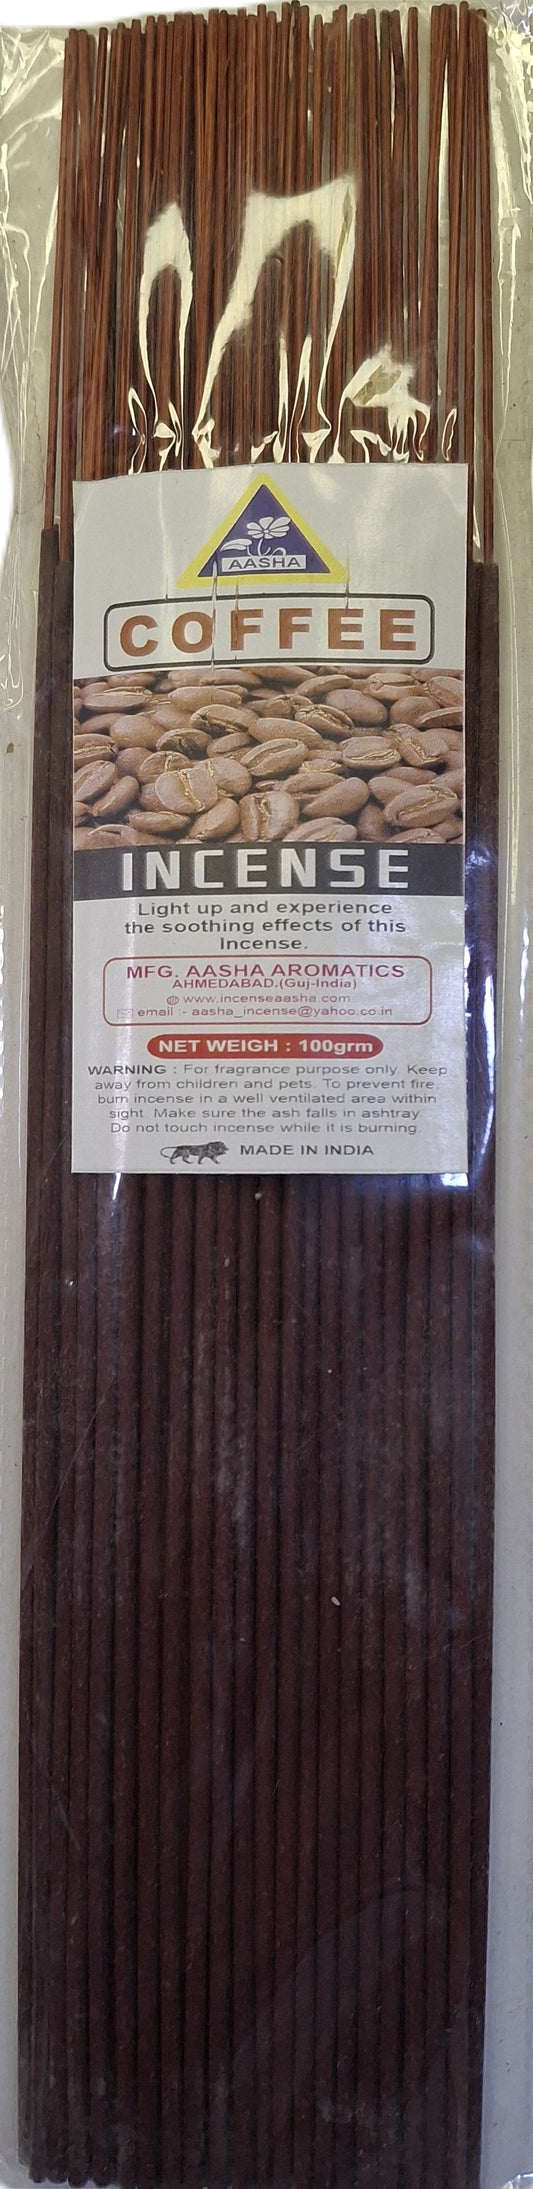 AASHA
COFFEE
INCENSE
Light up and experience
the soothing effects of this
Incense.
MFG. AASHA AROMATICS
AHMEDABAD.(Guj-India)
www.incenseaasha.com
email :- aasha_incense@yahoo.co.in
NET WEIGH : 100grm
WARNING : For fragrance purpose only. Keep
away from children and pets. To prevent fire,
burn incense in a well ventilated area within
sight. Make sure the ash falls in ashtray.
Do not touch incense while it is burning.
MADE IN INDIA